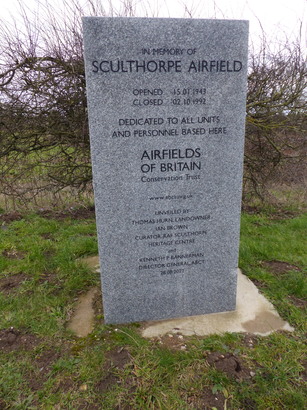 IN MEMORY OF
SCULTHORPE AIRFIELD
OPENED 15.01.1943
CLOSED 02.10.1992
DEDICATED TO ALL UNITS
AND PERSONNEL BASED HERE
AIRFIELDS
OF BRITAIN
Conservation Trust
UNVEILED BY
LANDOWNER
IAN BROWN
CURATOR RAF SCULTHORPE
HERITAGE CENTRE
and
KENNETH P BANNERMAN
DIRECTOR GENERAL, ABCT